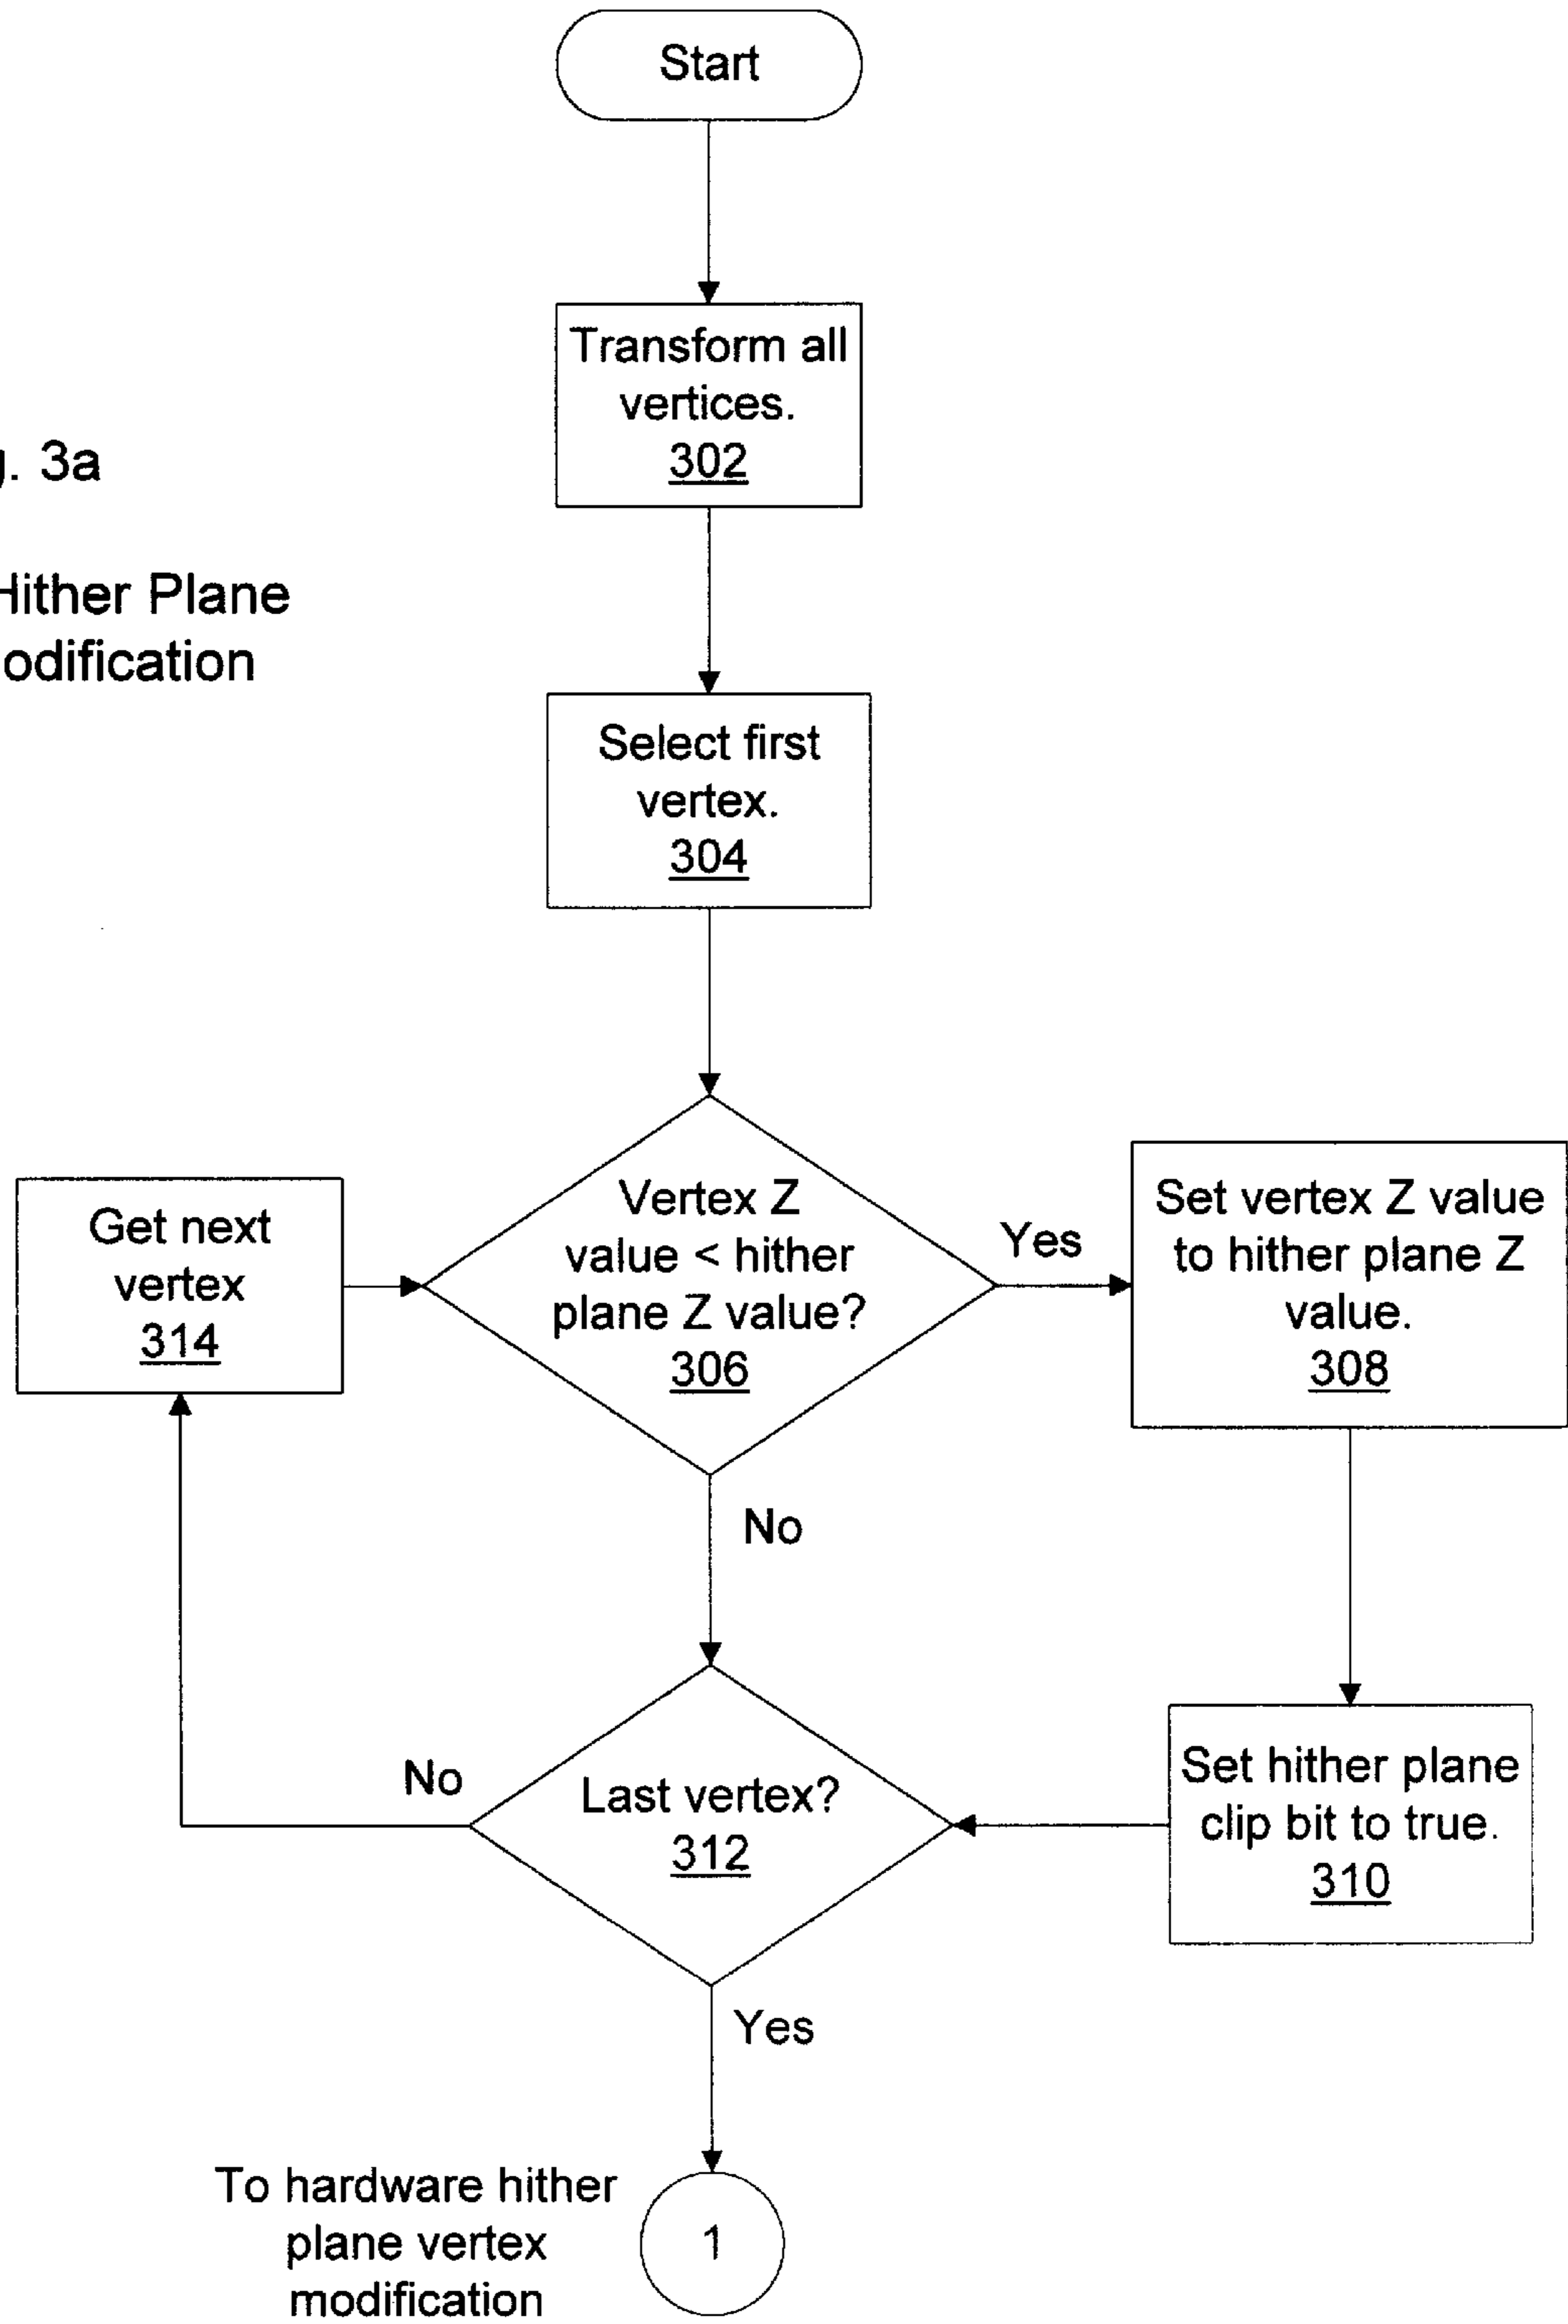 Start
Transform all
vertices.
302
g. 3a
Hither Plane
odification
Select first
vertex.
304
Get next
vertex
314
Vertex Z
value < hither
plane Z value?
306
Yes
Set vertex Z value
to hither plane Z
value.
308
No
No
Last vertex?
312
Set hither plane
clip bit to true.
310
Yes
To hardware hither
plane vertex
modification
1